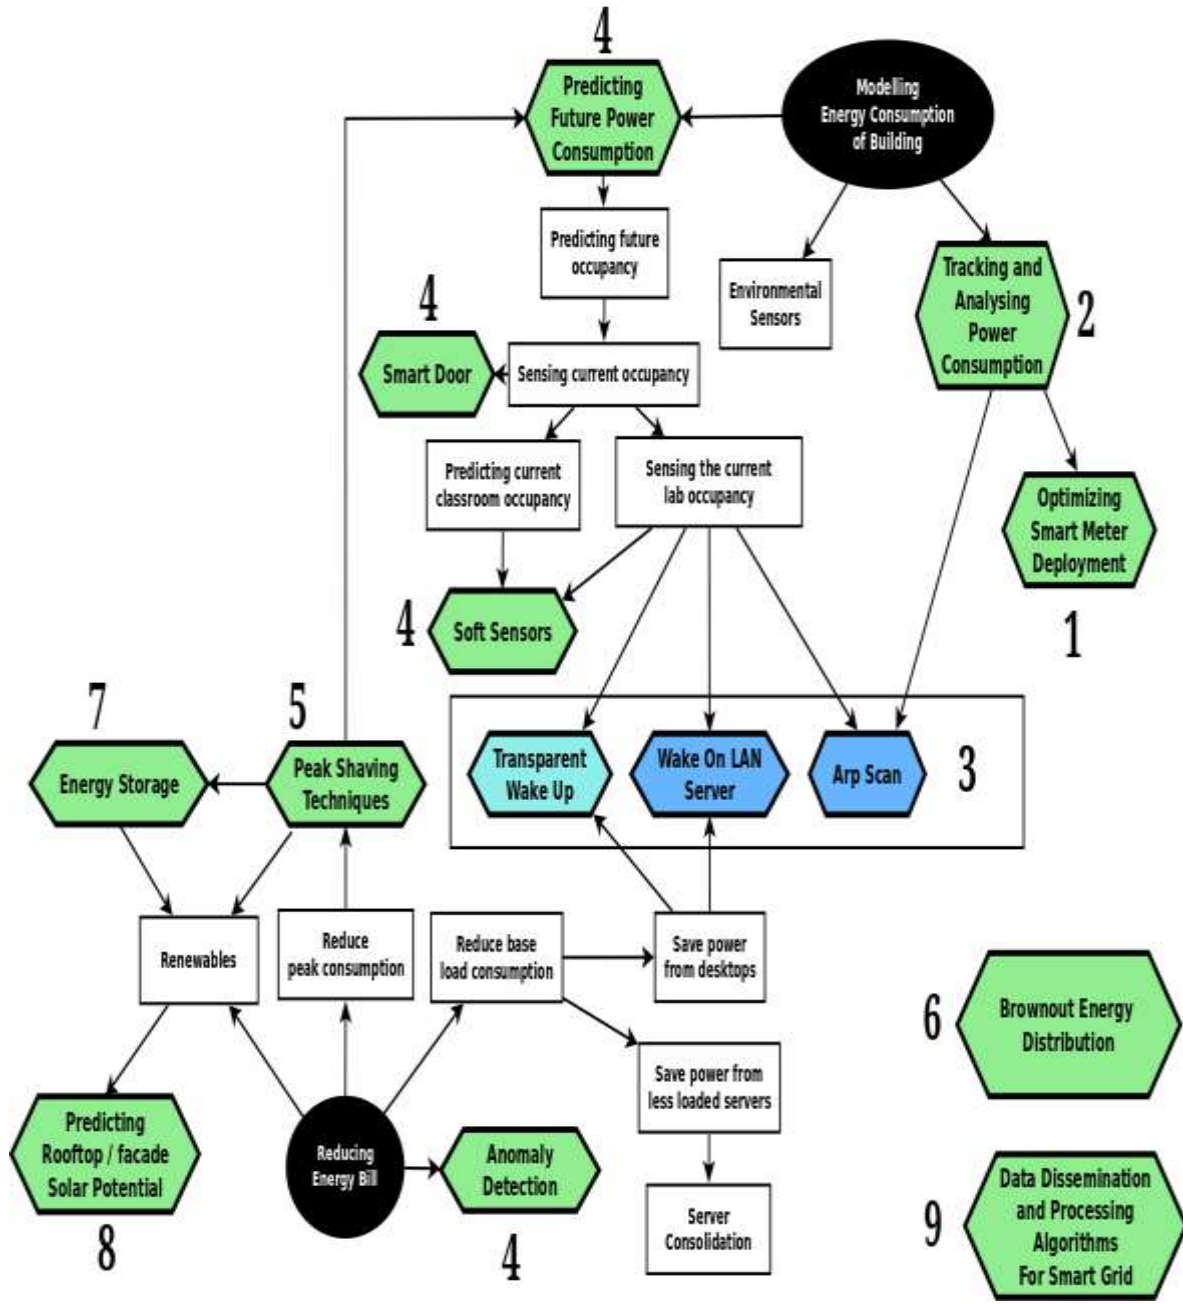 4
Predicting
Future Power
Consumption
Modelling
Energy Consumption
of Building
Predicting future
occupancy
Environmental
Sensors
Tracking and
Analysing
Power
Consumption
2
4
Smart Door
Sensing current occupancy
Predicting current
classroom occupancy
Sensing the current
lab occupancy
Optimizing
Smart Meter
Deployment
1
4
Soft Sensors
7
Energy Storage
5
Peak Shaving
Techniques
Transparent
Wake Up
Wake On LAN
Server
Arp Scan
3
Renewables
Reduce
peak consumption
Reduce base
load consumption
Save power
from desktops
6
Brownout Energy
Distribution
Save power from
less loaded servers
Predicting
Rooftop / facade
Solar Potential
8
Reducing
Energy Bill
Anomaly
Detection
4
Server
Consolidation
9
Data Dissemination
and Processing
Algorithms
For Smart Grid